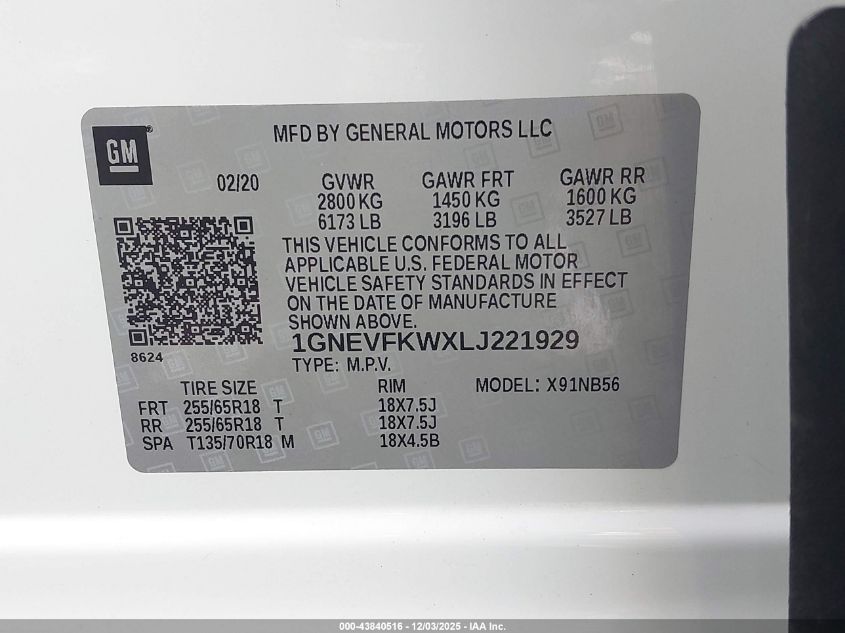 GM
MFD BY GENERAL MOTORS LLC
02/20 GVWR GAWR FRT GAWR RR
2800 KG 1450 KG 1600 KG
6173 LB 3196 LB 3527 LB
THIS VEHICLE CONFORMS TO ALL
APPLICABLE U.S. FEDERAL MOTOR
VEHICLE SAFETY STANDARDS IN EFFECT
ON THE DATE OF MANUFACTURE
SHOWN ABOVE.
8624
1GNEVFKWXLJ221929
TYPE: M.P.V.
TIRE SIZE RIM MODEL: X91NB56
FRT 255/65R18 T 18X7.5J
RR 255/65R18 T 18X7.5J
SPA T135/70R18 M 18X4.5B
000-43840516 - 12/03/2025 - IAA Inc.